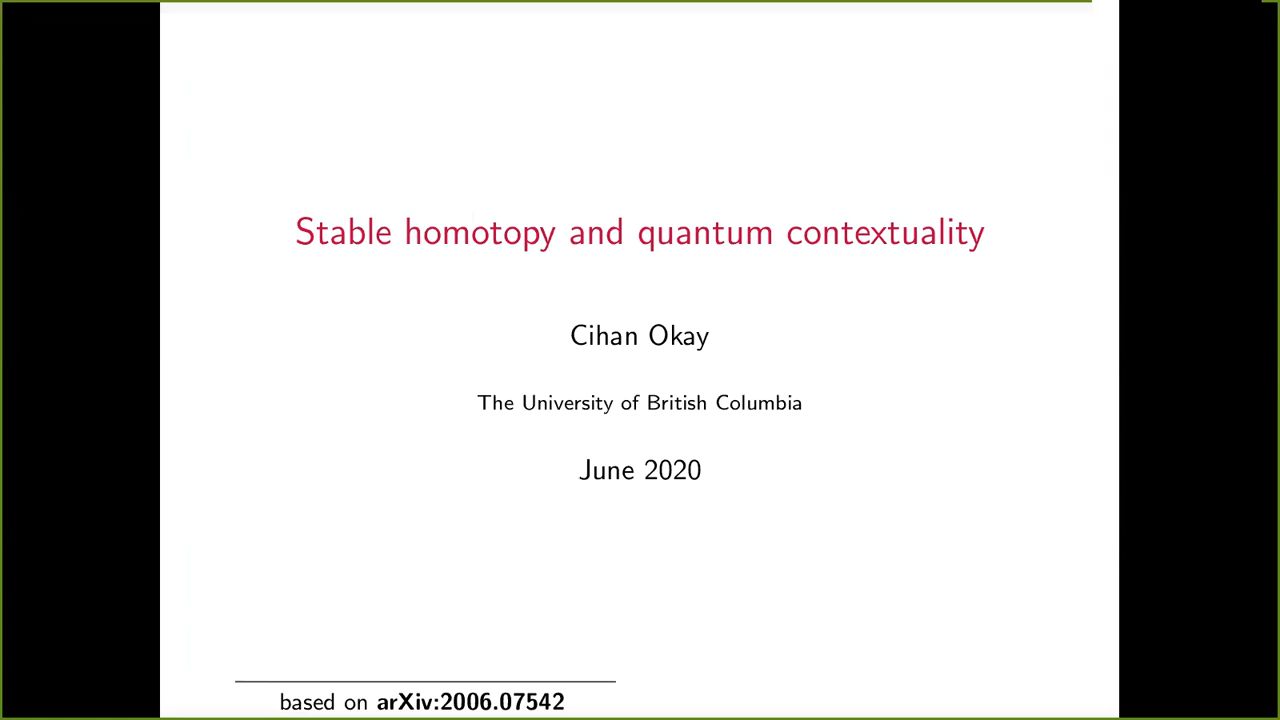 Stable homotopy and quantum contextuality
Cihan Okay
The University of British Columbia
June 2020
based on arXiv:2006.07542